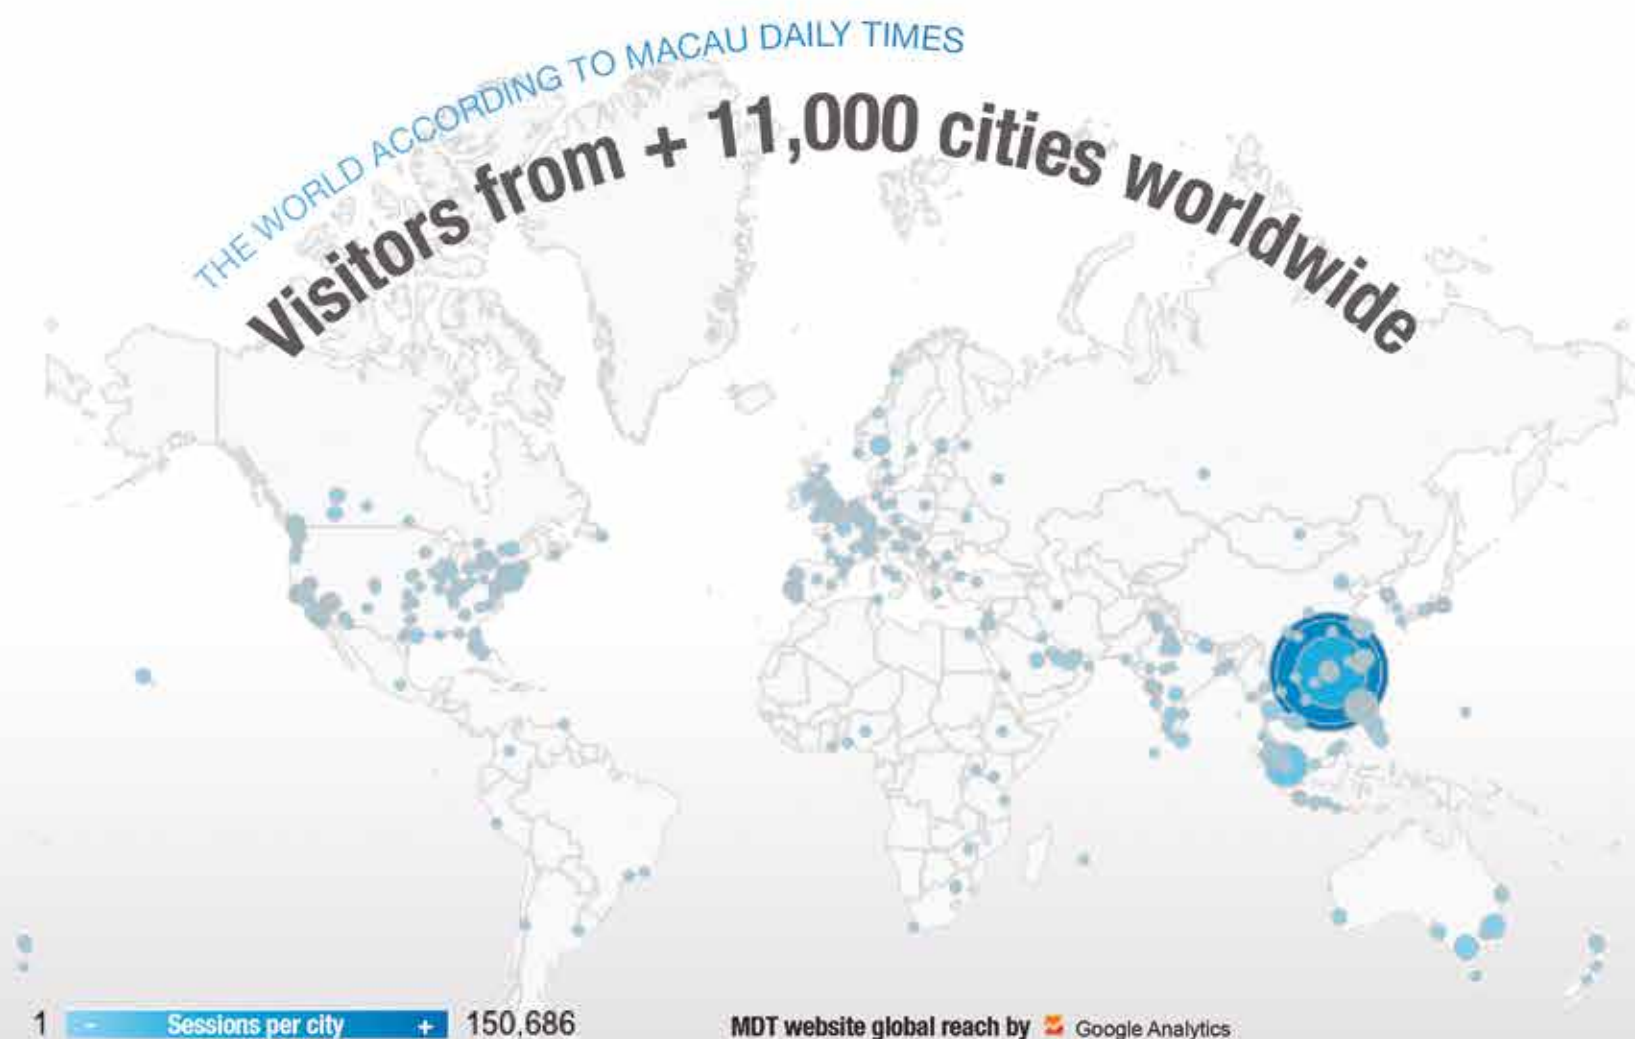 THE WORLD ACCORDING TO MACAU DAILY TIMES
Visitors from + 11,000 cities worldwide
1 - Sessions per city + 150,686
MDT website global reach by Google Analytics